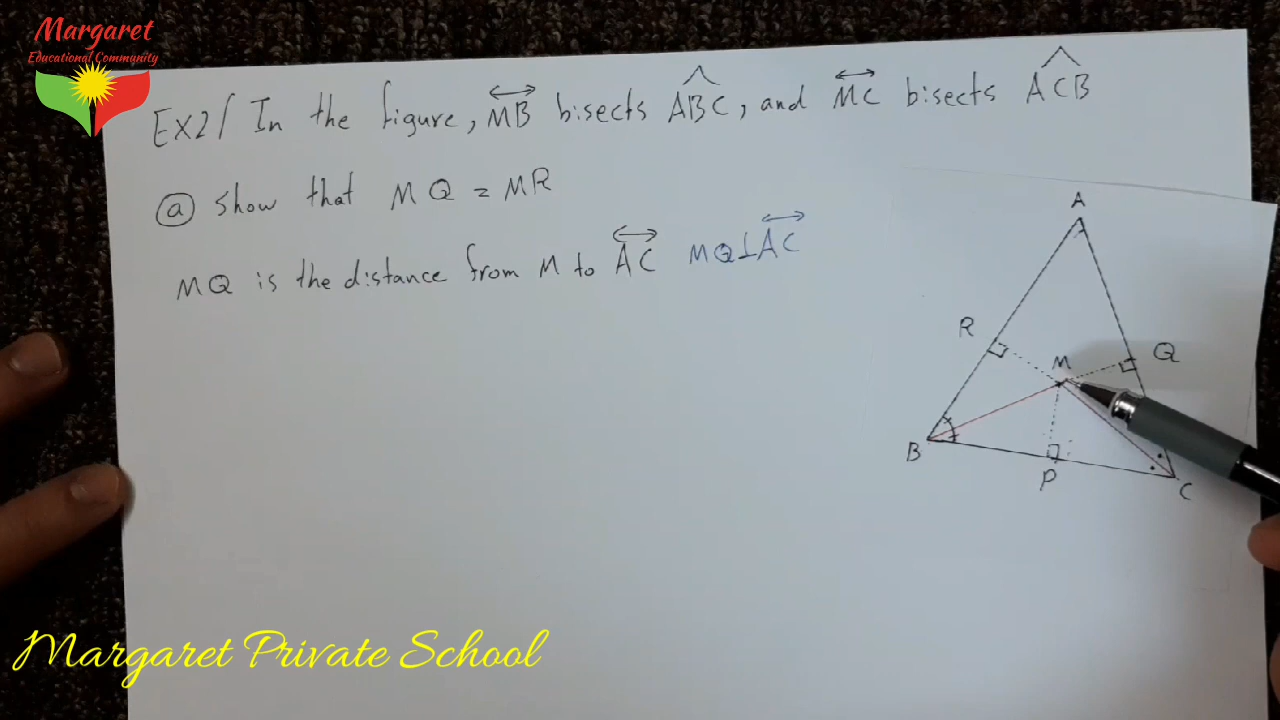 Margaret
Educational Community
EX2/ In the figure, MB bisects ABC, and MC bisects ACB
ⓐ show that MQ = MR
MQ is the distance from M to AC MQ⊥AC
A
R
M
Q
B
P
C
Margaret Private School